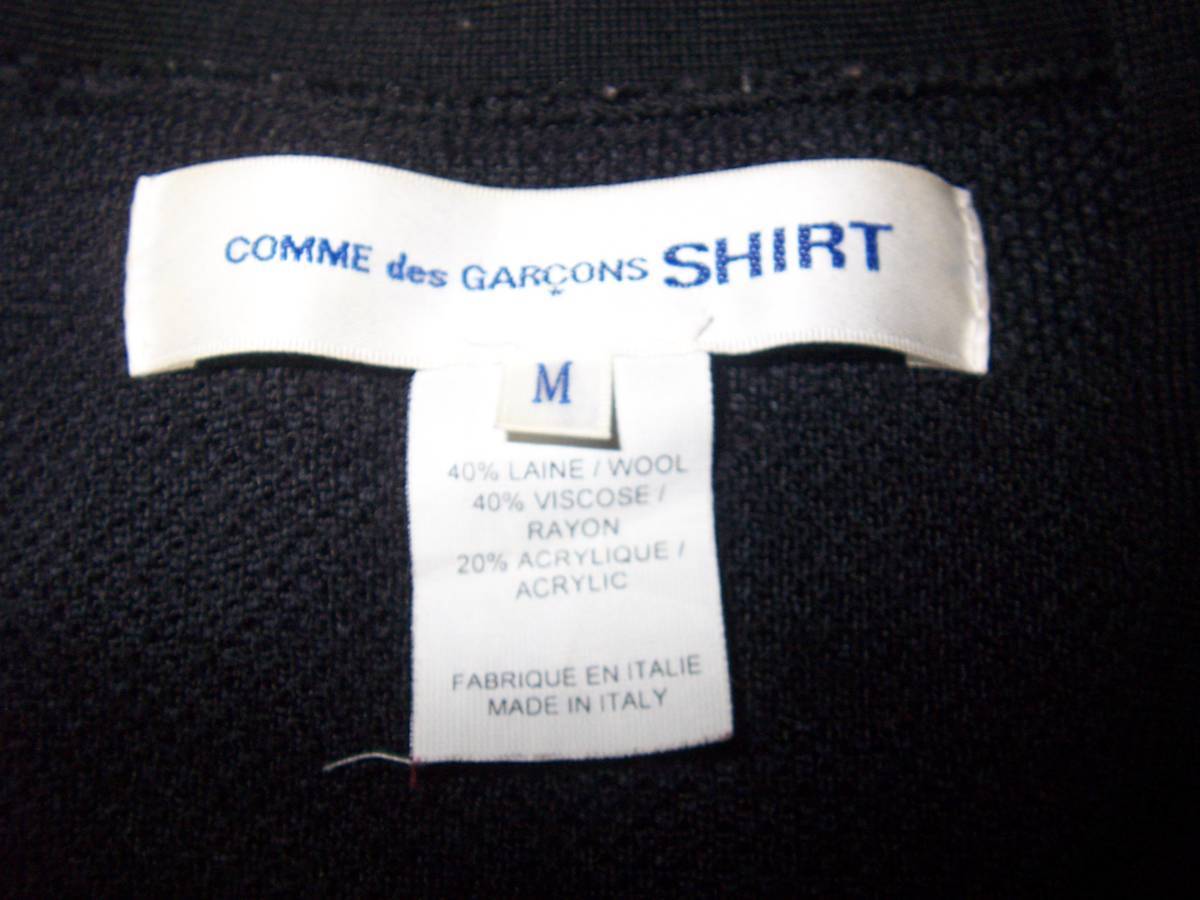 COMME des GARÇONS SHIRT
M
40% LAINE / WOOL
40% VISCOSE /
RAYON
20% ACRYLIQUE /
ACRYLIC
FABRIQUE EN ITALIE
MADE IN ITALY